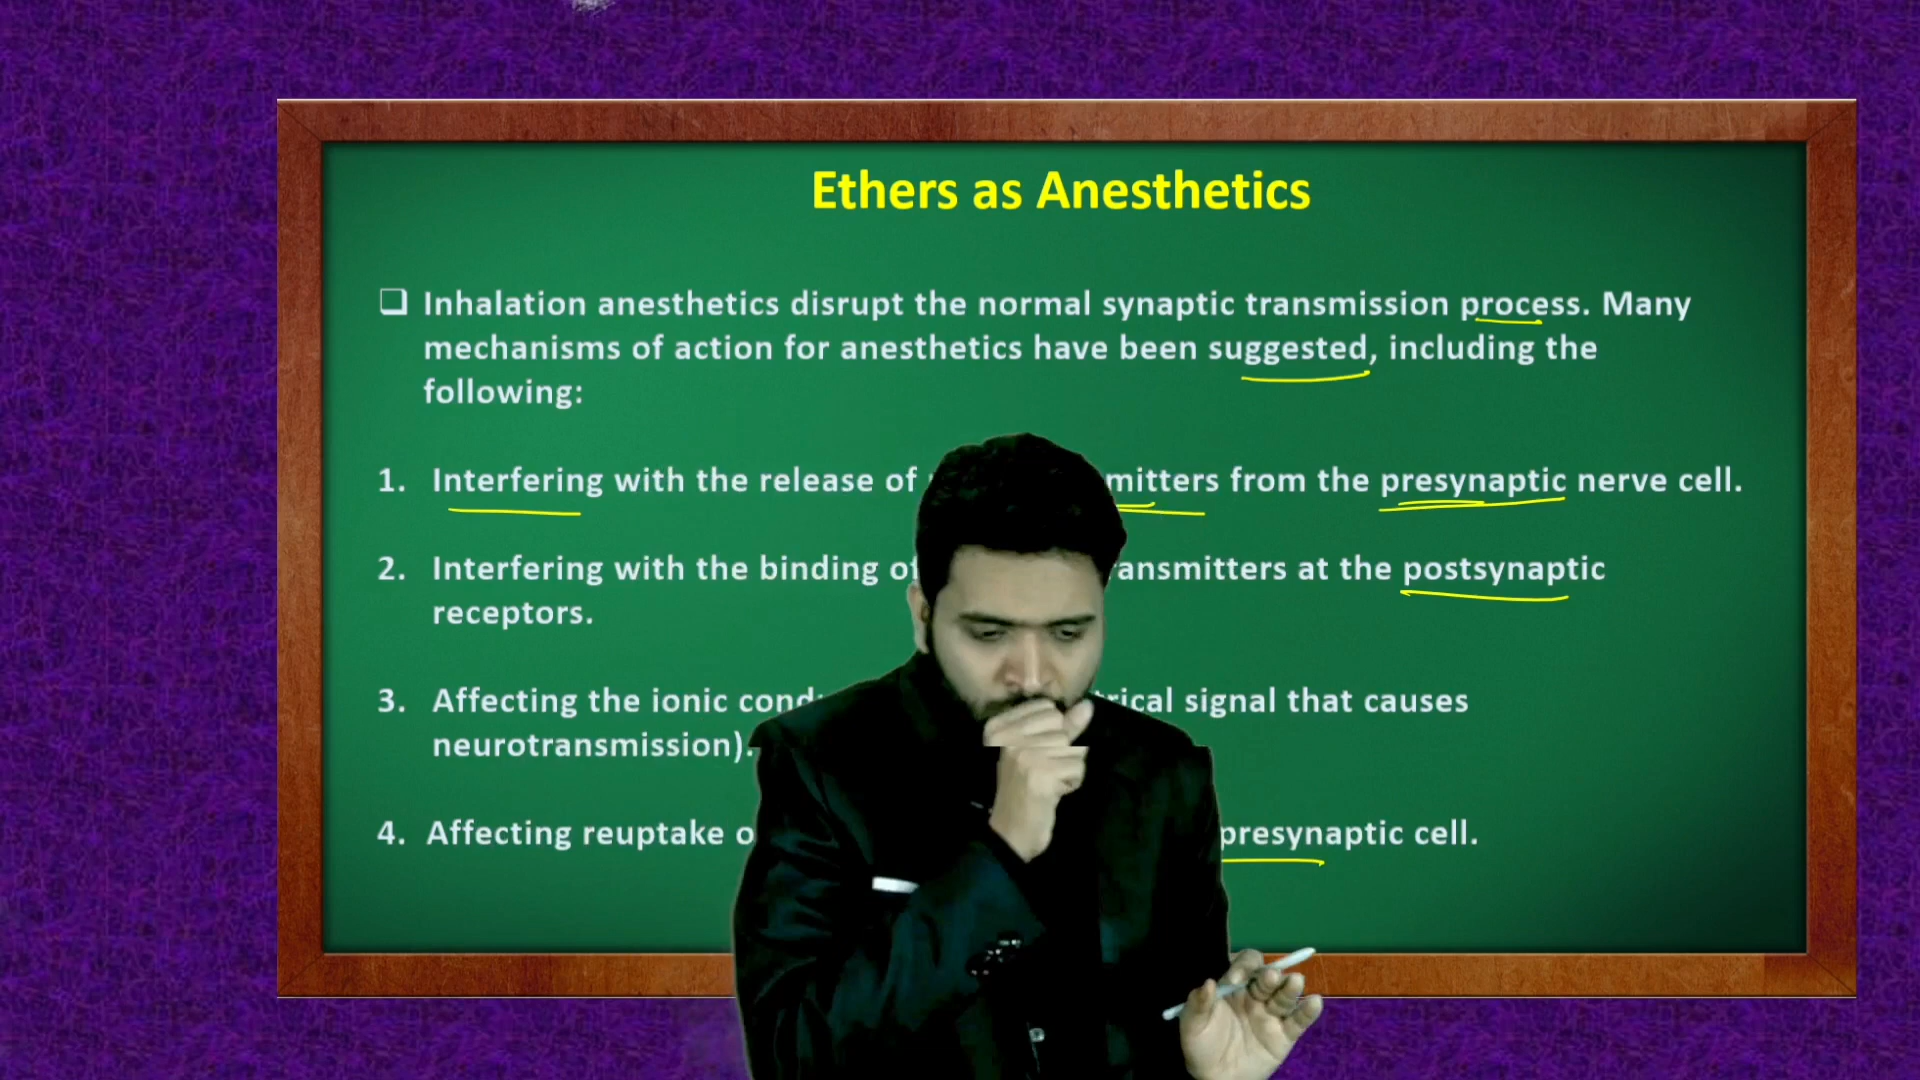 Ethers as Anesthetics
❑ Inhalation anesthetics disrupt the normal synaptic transmission process. Many
mechanisms of action for anesthetics have been suggested, including the
following:
1. Interfering with the release of mitters from the presynaptic nerve cell.
2. Interfering with the binding of ansmitters at the postsynaptic
receptors.
3. Affecting the ionic cond rical signal that causes
neurotransmission).
4. Affecting reuptake o presynaptic cell.